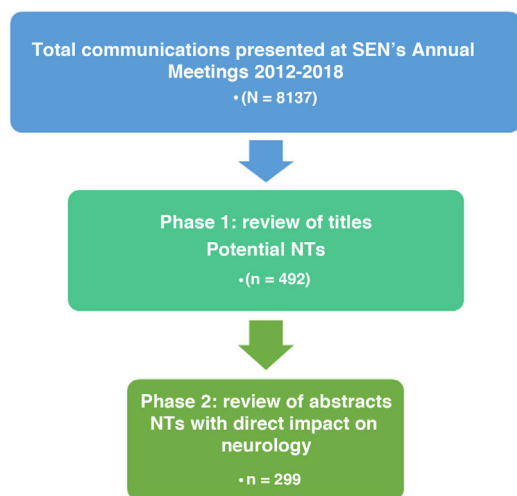 Total communications presented at SEN's Annual
Meetings 2012-2018
• (N = 8137)
Phase 1: review of titles
Potential NTs
• (n = 492)
Phase 2: review of abstracts
NTs with direct impact on
neurology
• n = 299